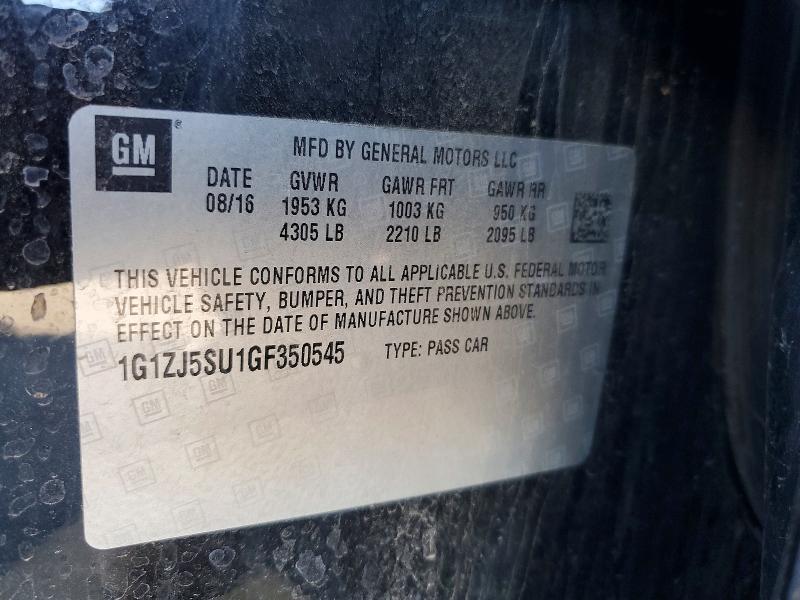 GM
MFD BY GENERAL MOTORS LLC
DATE GVWR GAWR FRT GAWR RR
08/16 1953 KG 1003 KG 950 KG
4305 LB 2210 LB 2095 LB
THIS VEHICLE CONFORMS TO ALL APPLICABLE U.S. FEDERAL MOTOR
VEHICLE SAFETY, BUMPER, AND THEFT PREVENTION STANDARDS IN
EFFECT ON THE DATE OF MANUFACTURE SHOWN ABOVE.
1G1ZJ5SU1GF350545 TYPE: PASS CAR